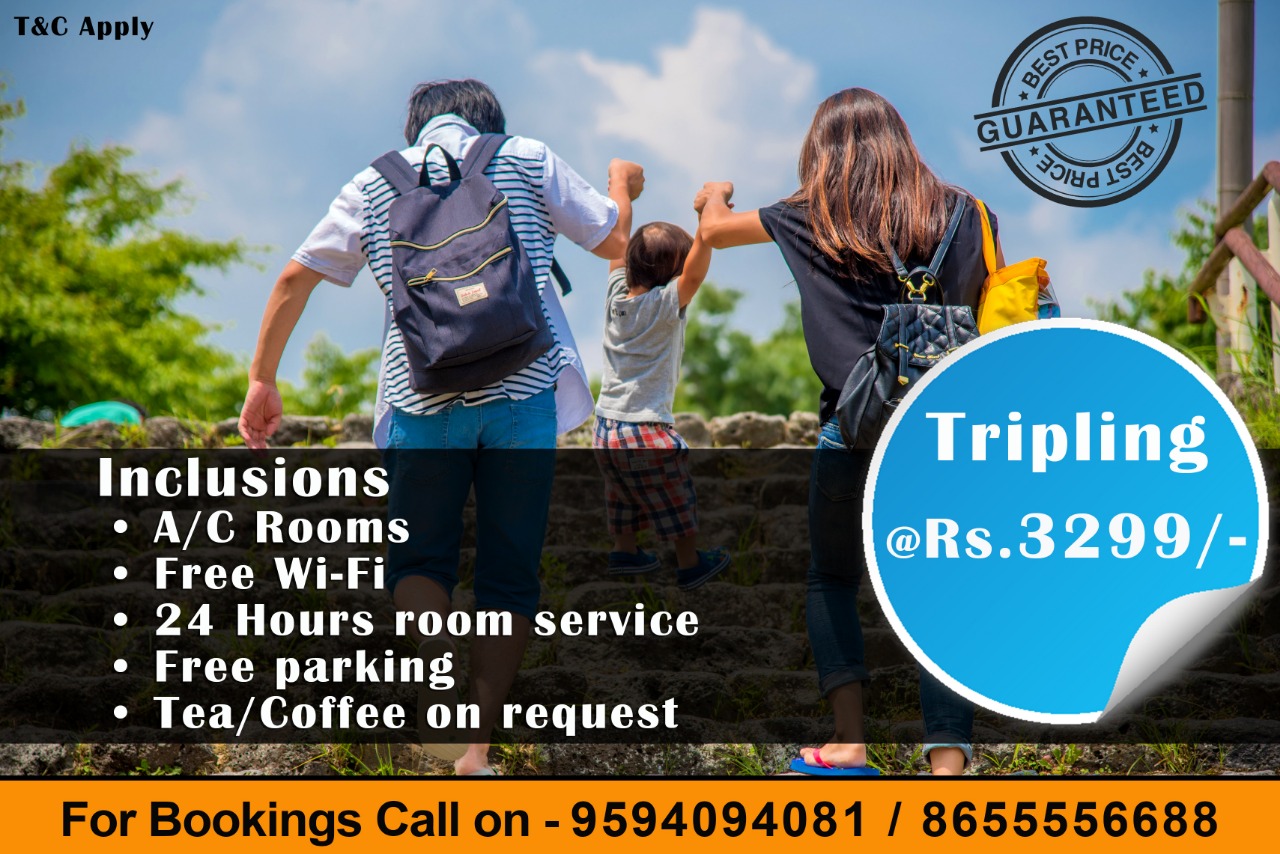 T&C Apply
BEST PRICE
GUARANTEED
BEST PRICE
Inclusions
• A/C Rooms
• Free Wi-Fi
• 24 Hours room service
• Free parking
• Tea/Coffee on request
Tripling
@Rs.3299/-
For Bookings Call on - 9594094081 / 8655556688